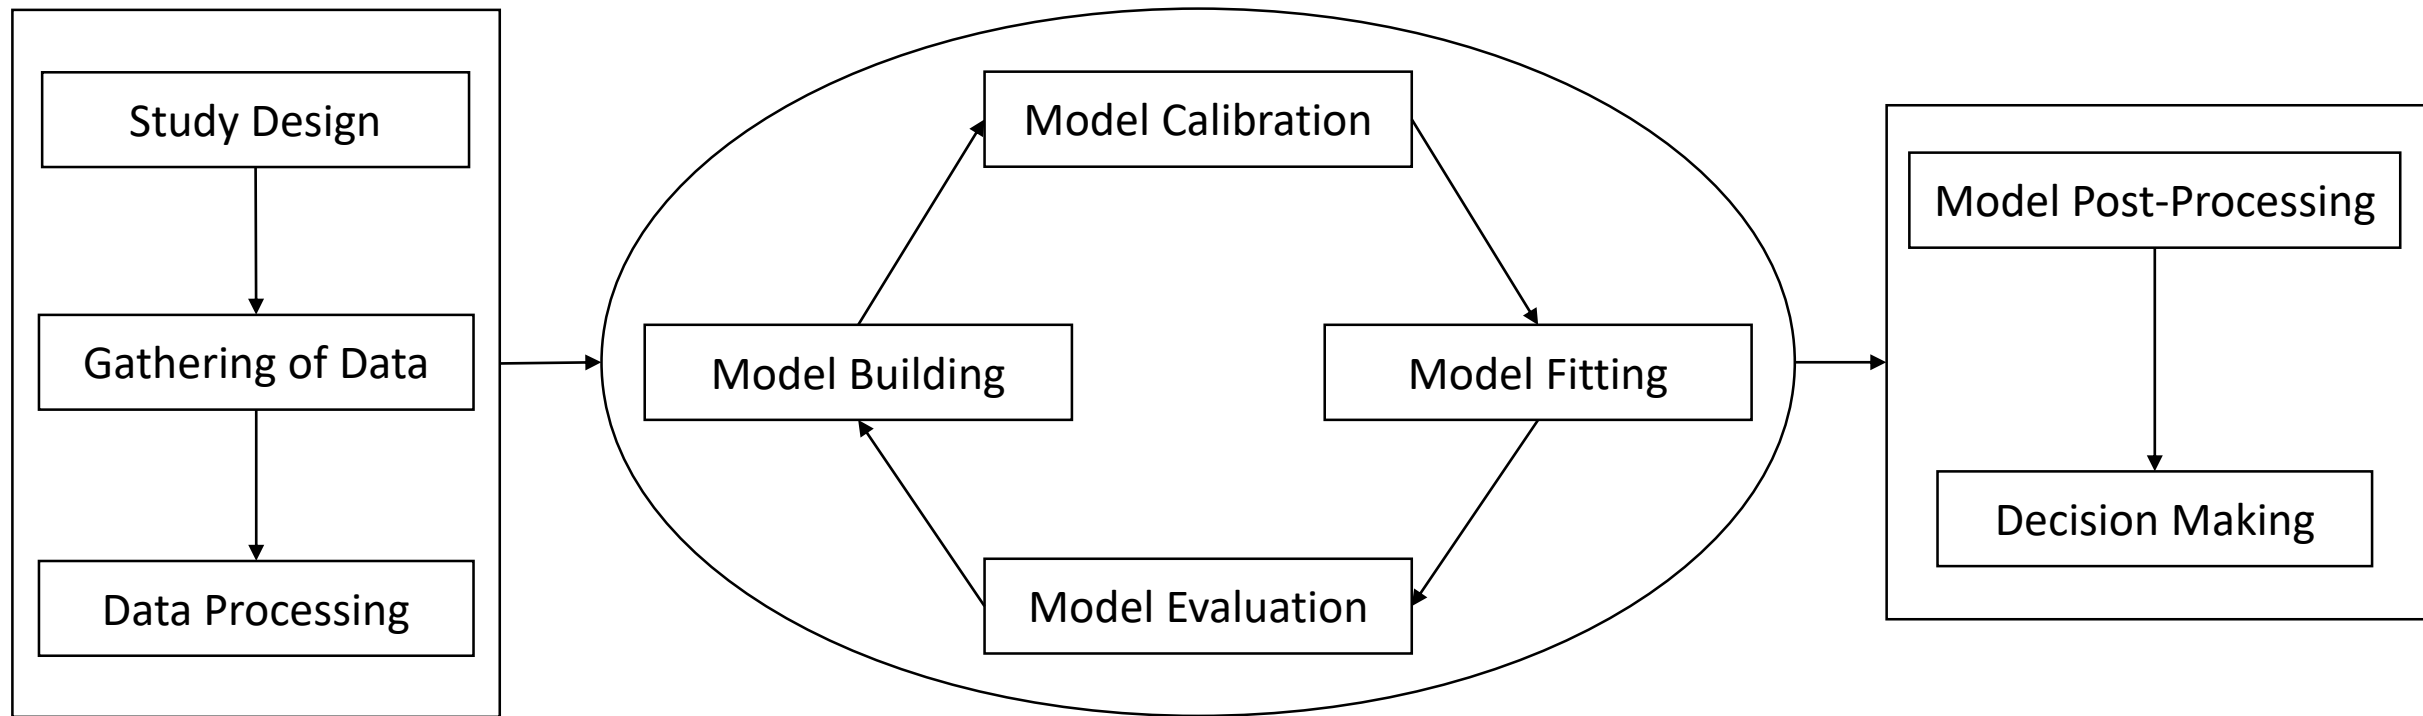 Study Design
Gathering of Data
Data Processing
Model Calibration
Model Building
Model Fitting
Model Evaluation
Model Post-Processing
Decision Making